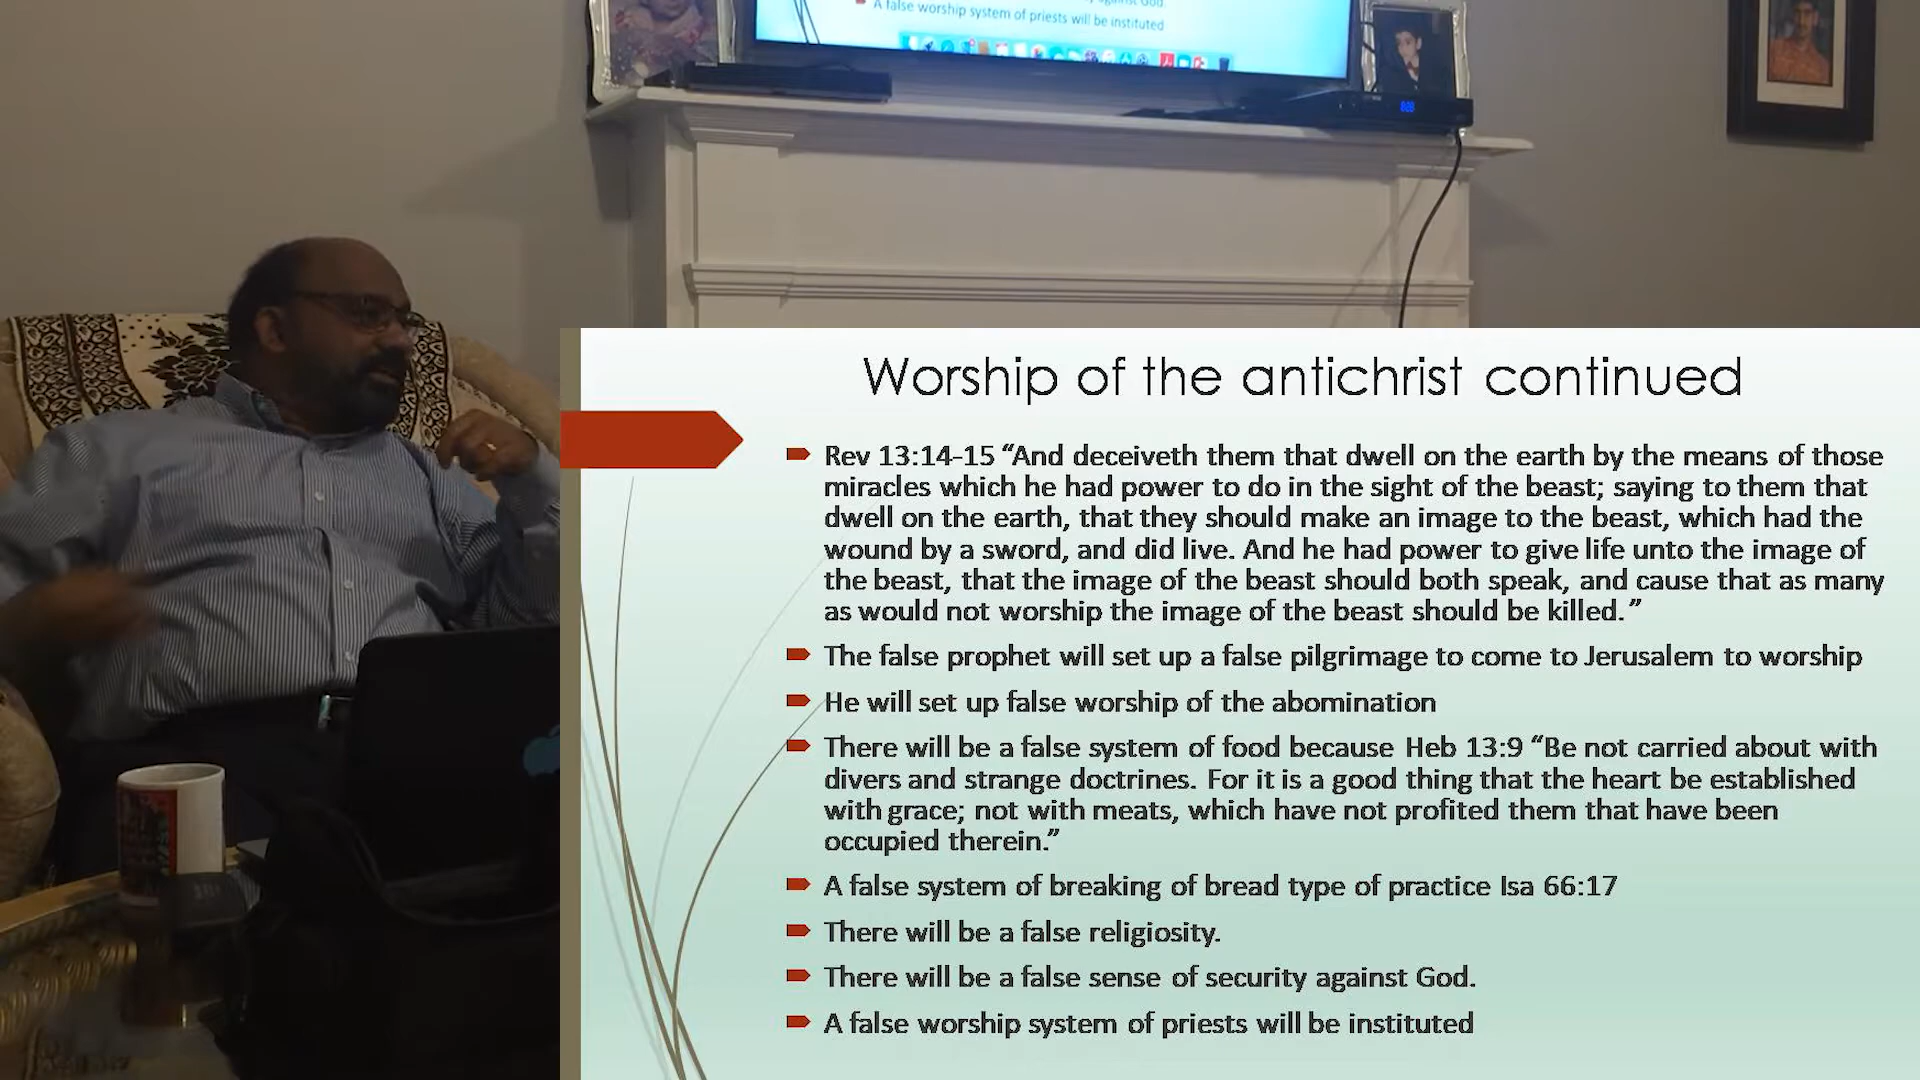 against God.
A false worship system of priests will be instituted
Worship of the antichrist continued
Rev 13:14-15 “And deceiveth them that dwell on the earth by the means of those
miracles which he had power to do in the sight of the beast; saying to them that
dwell on the earth, that they should make an image to the beast, which had the
wound by a sword, and did live. And he had power to give life unto the image of
the beast, that the image of the beast should both speak, and cause that as many
as would not worship the image of the beast should be killed.”
The false prophet will set up a false pilgrimage to come to Jerusalem to worship
He will set up false worship of the abomination
There will be a false system of food because Heb 13:9 “Be not carried about with
divers and strange doctrines. For it is a good thing that the heart be established
with grace; not with meats, which have not profited them that have been
occupied therein.”
A false system of breaking of bread type of practice Isa 66:17
There will be a false religiosity.
There will be a false sense of security against God.
A false worship system of priests will be instituted